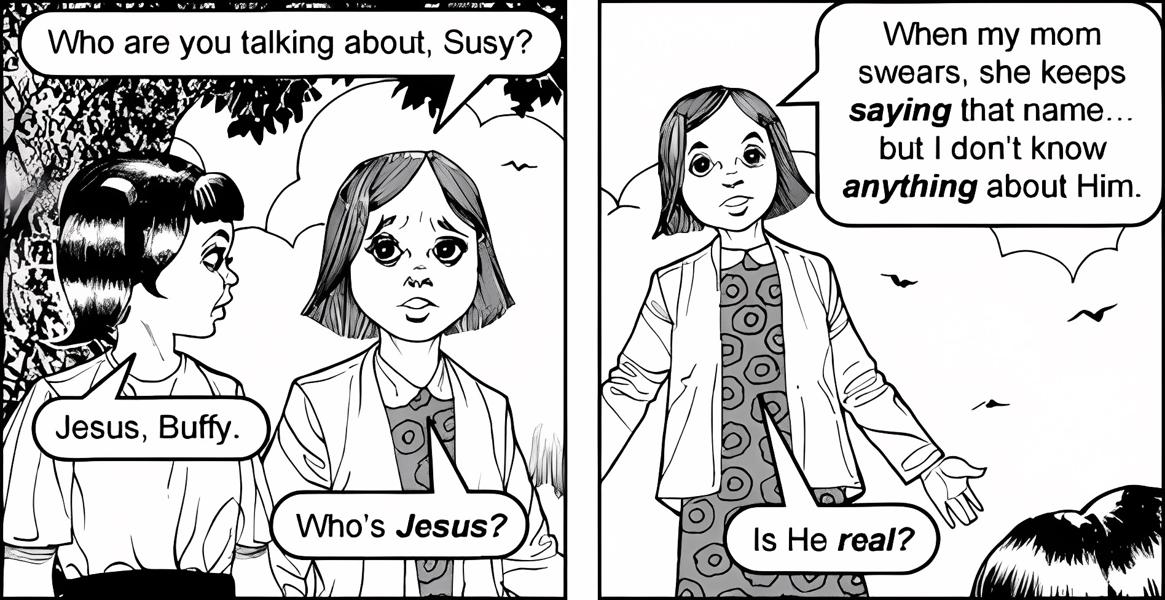 Who are you talking about, Susy?
Jesus, Buffy.
Who's Jesus?
When my mom
swears, she keeps
saying that name...
but I don't know
anything about Him.
Is He real?